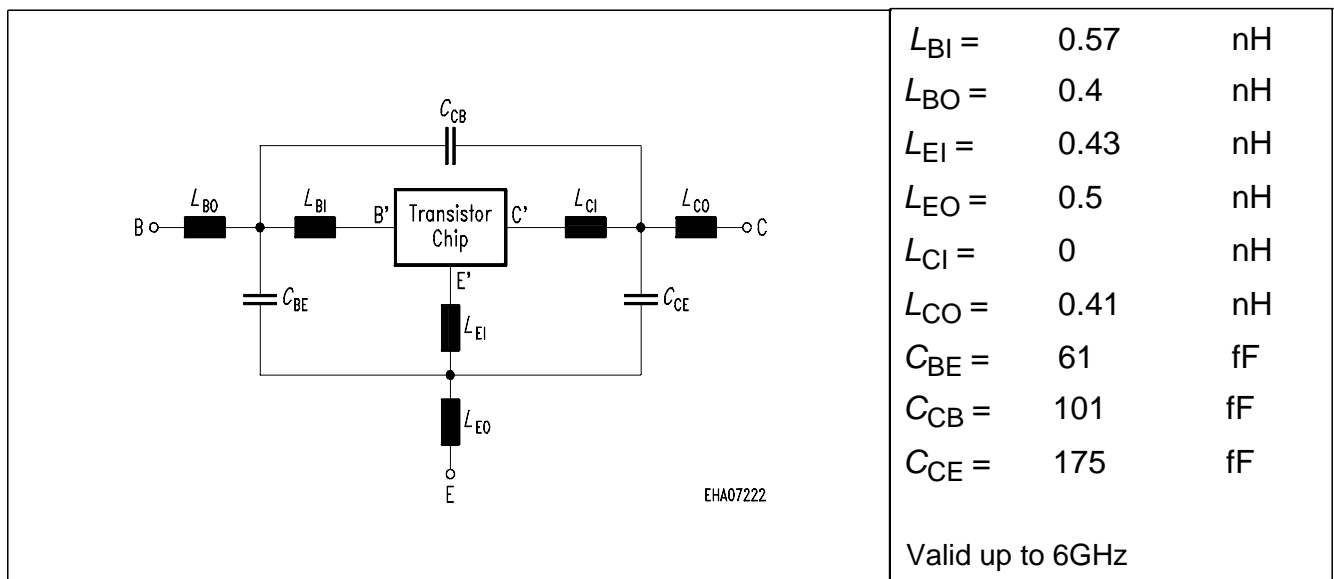 C_CB
L_BO
L_BI
B'
Transistor
Chip
C'
L_CI
L_CO
B
C
E'
C_BE
L_EI
C_CE
L_EO
E
EHA07222
L_BI = 0.57 nH
L_BO = 0.4 nH
L_EI = 0.43 nH
L_EO = 0.5 nH
L_CI = 0 nH
L_CO = 0.41 nH
C_BE = 61 fF
C_CB = 101 fF
C_CE = 175 fF
Valid up to 6GHz